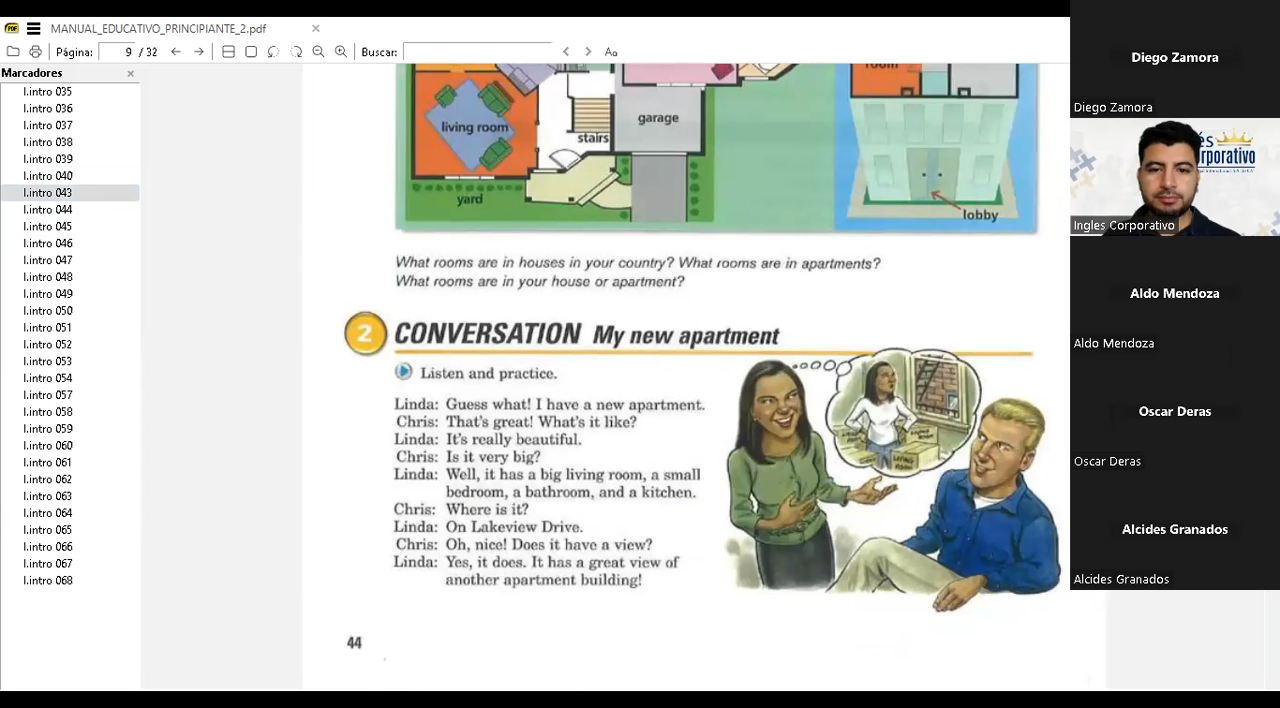 MANUAL_EDUCATIVO_PRINCIPIANTE_2.pdf
Página: 9 / 32 Buscar: Aa
Marcadores
l.intro 035
l.intro 036
l.intro 037
l.intro 038
l.intro 039
l.intro 040
l.intro 043
l.intro 044
l.intro 045
l.intro 046
l.intro 047
l.intro 048
l.intro 049
l.intro 050
l.intro 051
l.intro 052
l.intro 053
l.intro 054
l.intro 057
l.intro 058
l.intro 059
l.intro 060
l.intro 061
l.intro 062
l.intro 063
l.intro 064
l.intro 065
l.intro 066
l.intro 067
l.intro 068
room
living room
stairs
garage
yard
lobby
What rooms are in houses in your country? What rooms are in apartments?
What rooms are in your house or apartment?
2 CONVERSATION My new apartment
Listen and practice.
Linda: Guess what! I have a new apartment.
Chris: That's great! What's it like?
Linda: It's really beautiful.
Chris: Is it very big?
Linda: Well, it has a big living room, a small
bedroom, a bathroom, and a kitchen.
Chris: Where is it?
Linda: On Lakeview Drive.
Chris: Oh, nice! Does it have a view?
Linda: Yes, it does. It has a great view of
another apartment building!
44
Diego Zamora
Diego Zamora
Ingles Corporativo
Aldo Mendoza
Aldo Mendoza
Oscar Deras
Oscar Deras
Alcides Granados
Alcides Granados